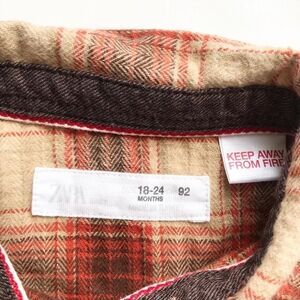 ZARA
18-24
MONTHS
92
KEEP AWAY
FROM FIRE